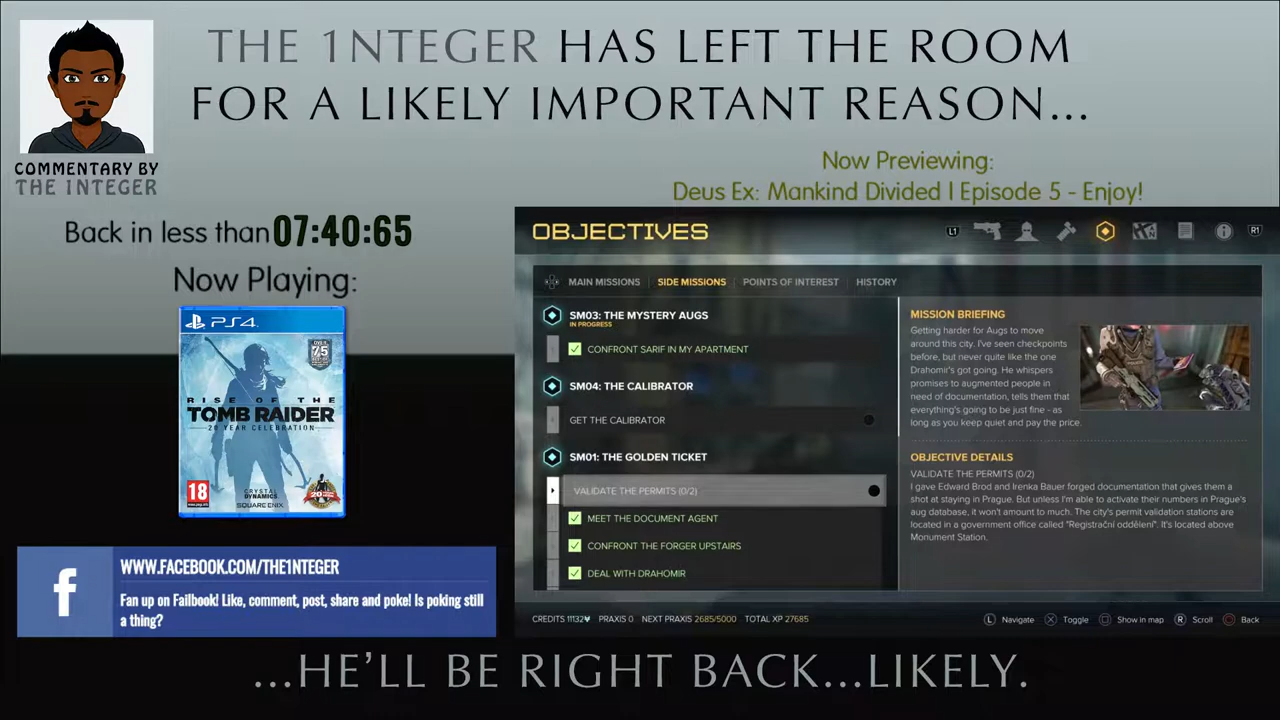 THE 1NTEGER HAS LEFT THE ROOM
FOR A LIKELY IMPORTANT REASON...
COMMENTARY BY
THE 1NTEGER
Now Previewing:
Deus Ex: Mankind Divided | Episode 5 - Enjoy!
Back in less than 07:40:65
Now Playing:
PS4
RISE OF THE
TOMB RAIDER
20 YEAR CELEBRATION
18
CRYSTAL
DYNAMICS
SQUARE ENIX
WWW.FACEBOOK.COM/THE1NTEGER
Fan up on Failbook! Like, comment, post, share and poke! Is poking still
a thing?
OBJECTIVES
L1
R1
MAIN MISSIONS
SIDE MISSIONS
POINTS OF INTEREST
HISTORY
SM03: THE MYSTERY AUGS
IN PROGRESS
CONFRONT SARIF IN MY APARTMENT
SM04: THE CALIBRATOR
GET THE CALIBRATOR
SM01: THE GOLDEN TICKET
VALIDATE THE PERMITS (0/2)
MEET THE DOCUMENT AGENT
CONFRONT THE FORGER UPSTAIRS
DEAL WITH DRAHOMIR
MISSION BRIEFING
Getting harder for Augs to move
around this city. I've seen checkpoints
before, but never quite like the one
Drahomir's got going. He whispers
promises to augmented people in
need of documentation, tells them that
everything's going to be just fine - as
long as you keep quiet and pay the price.
OBJECTIVE DETAILS
VALIDATE THE PERMITS (0/2)
I gave Edward Brod and Irenka Bauer forged documentation that gives them a
shot at staying in Prague. But unless I'm able to activate their numbers in Prague's
aug database, it won't amount to much. The city's permit validation stations are
located in a government office called "Registrační oddělení". It's located above
Monument Station.
CREDITS 11132 PRAXIS 0 NEXT PRAXIS 2685/5000 TOTAL XP 27685
L Navigate Toggle Show in map R Scroll Back
...HE'LL BE RIGHT BACK...LIKELY.